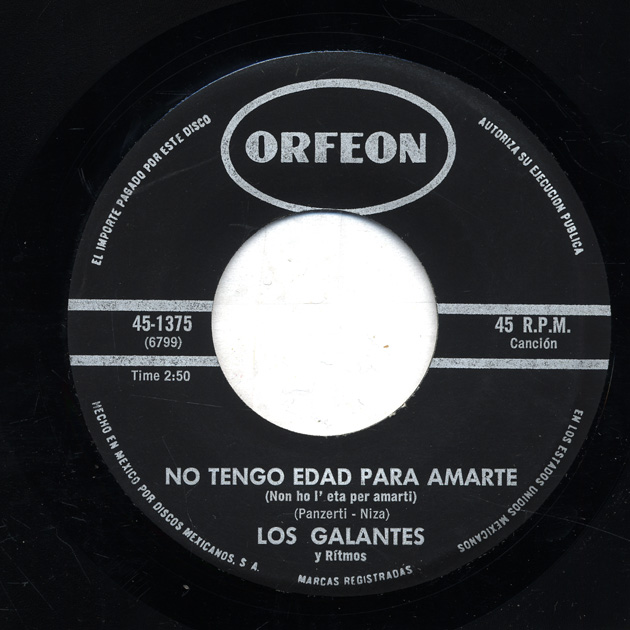 ORFEON
EL IMPORTE PAGADO POR ESTE DISCO
AUTORIZA SU EJECUCION PUBLICA
45-1375
(6799)
Time 2:50
45 R.P.M.
Canción
NO TENGO EDAD PARA AMARTE
(Non ho l' eta per amarti)
(Panzerti - Niza)
LOS GALANTES
y Rítmos
HECHO EN MEXICO POR DISCOS MEXICANOS, S A.
MARCAS REGISTRADAS
EN LOS ESTADOS UNIDOS MEXICANOS